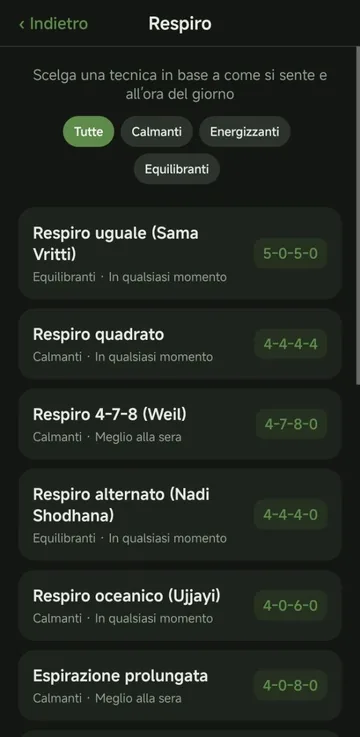 ‹ Indietro
Respiro
Scelga una tecnica in base a come si sente e
all'ora del giorno
Tutte
Calmanti
Energizzanti
Equilibranti
Respiro uguale (Sama
Vritti)
5-0-5-0
Equilibranti · In qualsiasi momento
Respiro quadrato
4-4-4-4
Calmanti · In qualsiasi momento
Respiro 4-7-8 (Weil)
4-7-8-0
Calmanti · Meglio alla sera
Respiro alternato (Nadi
Shodhana)
4-4-4-0
Equilibranti · In qualsiasi momento
Respiro oceanico (Ujjayi)
4-0-6-0
Calmanti · In qualsiasi momento
Espirazione prolungata
4-0-8-0
Calmanti · Meglio alla sera